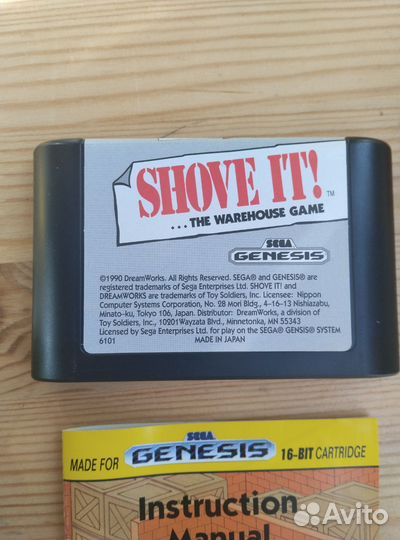 SHOVE IT!™
...THE WAREHOUSE GAME
SEGA
GENESIS
©1990 DreamWorks. All Rights Reserved. SEGA® and GENESIS® are
registered trademarks of Sega Enterprises Ltd. SHOVE IT! and
DREAMWORKS are trademarks of Toy Soldiers, Inc. Licensee: Nippon
Computer Systems Corporation, No. 28 Mori Bldg., 4-16-13 Nishiazabu,
Minato-ku, Tokyo 106, Japan. Distributor: DreamWorks, a division of
Toy Soldiers, Inc., 10201Wayzata Blvd., Minnetonka, MN 55343
Licensed by Sega Enterprises Ltd. for play on the SEGA® GENSIS® SYSTEM
6101 MADE IN JAPAN
MADE FOR SEGA GENESIS 16-BIT CARTRIDGE
Instruction
Manual
Avito